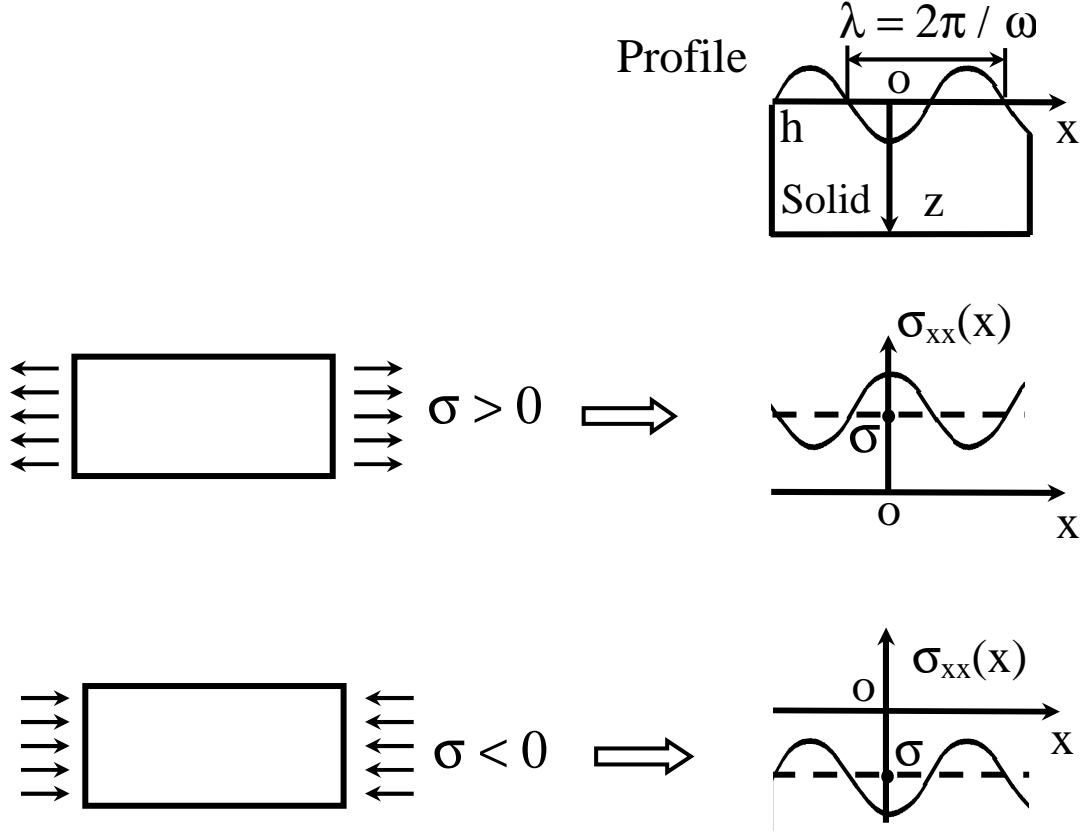 λ = 2π / ω
Profile
o
x
h
Solid
z
σxx(x)
σ > 0
σ
o
x
σxx(x)
o
x
σ < 0
σ